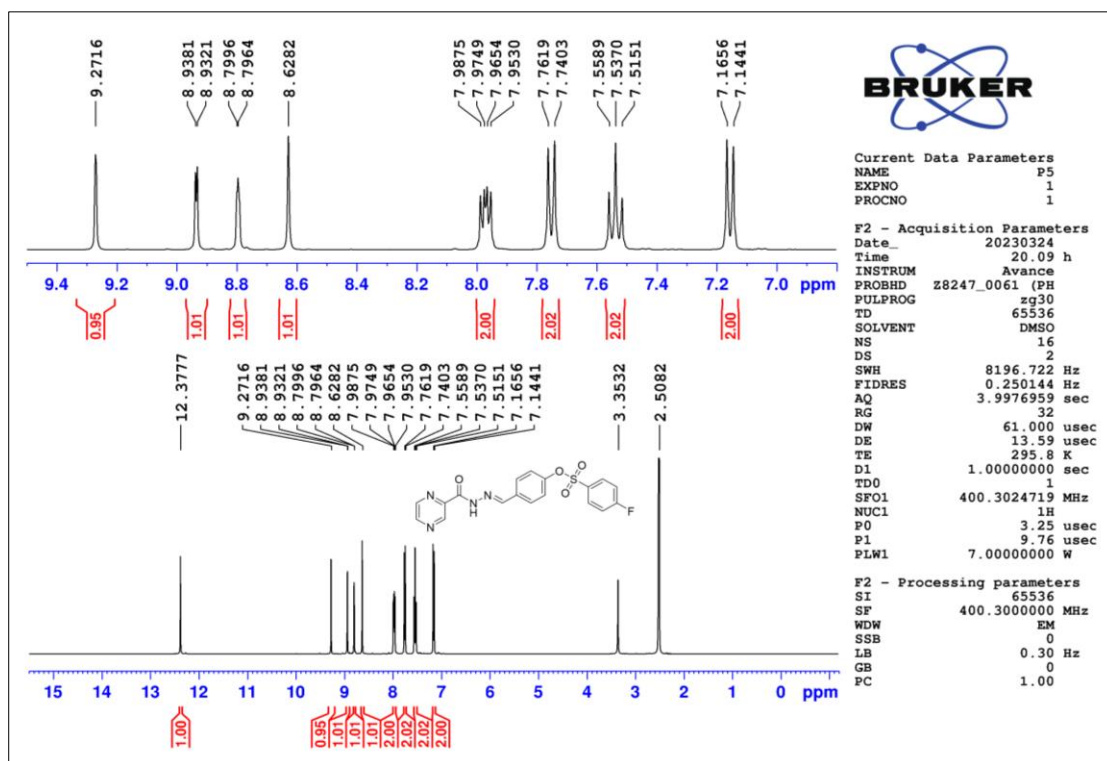 9.2716
8.9381
8.9321
8.7996
8.7964
8.6282
7.9875
7.9749
7.9654
7.9530
7.7619
7.7403
7.5589
7.5370
7.5151
7.1656
7.1441
9.4 9.2 9.0 8.8 8.6 8.4 8.2 8.0 7.8 7.6 7.4 7.2 7.0 ppm
0.95 1.01 1.01 1.01 2.00 2.02 2.02 2.00
12.3777
9.2716
8.9381
8.9321
8.7996
8.7964
8.6282
7.9875
7.9749
7.9654
7.9530
7.7619
7.7403
7.5589
7.5370
7.5151
7.1656
7.1441
3.3532
2.5082
O
N
N
N
H
N
O
O
S
O
F
15 14 13 12 11 10 9 8 7 6 5 4 3 2 1 0 ppm
1.00 0.95 1.01 1.01 1.01 2.00 2.02 2.02 2.00
BRUKER
Current Data Parameters
NAME P5
EXPNO 1
PROCNO 1
F2 - Acquisition Parameters
Date_ 20230324
Time 20.09 h
INSTRUM Avance
PROBHD Z8247_0061 (PH
PULPROG zg30
TD 65536
SOLVENT DMSO
NS 16
DS 2
SWH 8196.722 Hz
FIDRES 0.250144 Hz
AQ 3.9976959 sec
RG 32
DW 61.000 usec
DE 13.59 usec
TE 295.8 K
D1 1.00000000 sec
TD0 1
SFO1 400.3024719 MHz
NUC1 1H
P0 3.25 usec
P1 9.76 usec
PLW1 7.00000000 W
F2 - Processing parameters
SI 65536
SF 400.3000000 MHz
WDW EM
SSB 0
LB 0.30 Hz
GB 0
PC 1.00